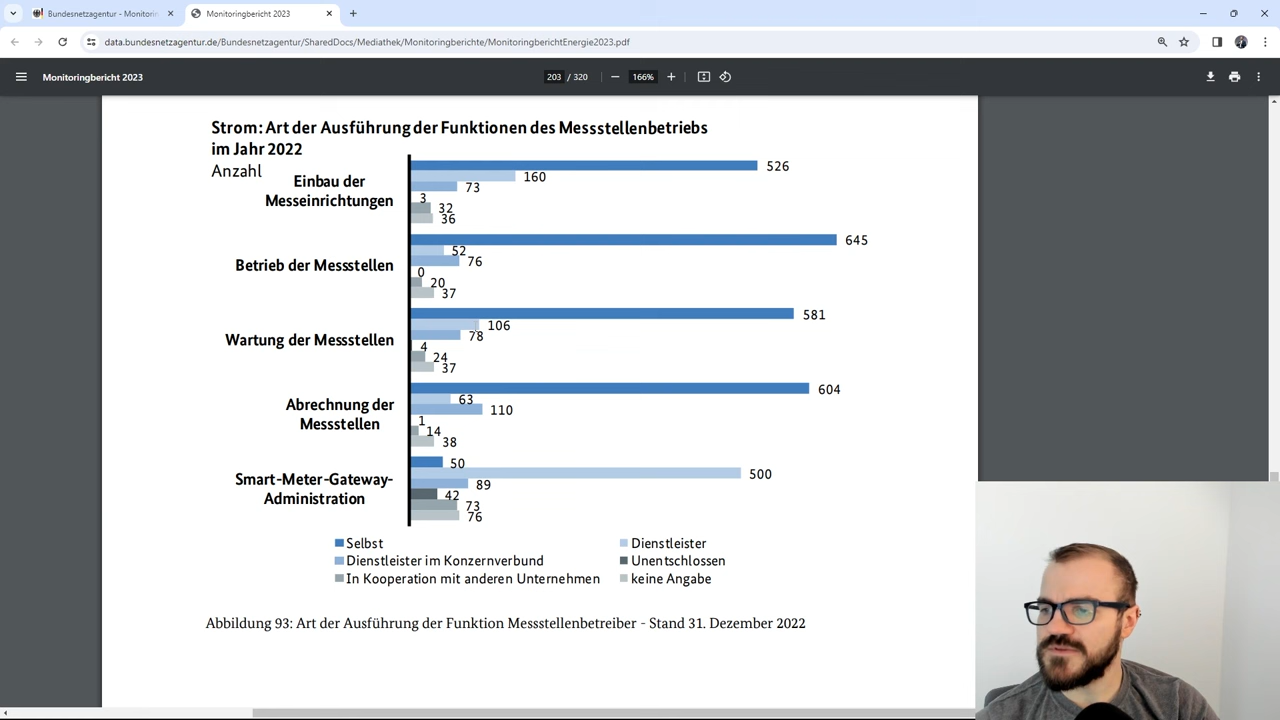 Bundesnetzagentur - Monitorin
Monitoringbericht 2023
data.bundesnetzagentur.de/Bundesnetzagentur/SharedDocs/Mediathek/Monitoringberichte/MonitoringberichtEnergie2023.pdf
Monitoringbericht 2023
203 / 320
166%
Strom: Art der Ausführung der Funktionen des Messstellenbetriebs
im Jahr 2022
Anzahl
Einbau der
Messeinrichtungen
526
160
73
3
32
36
Betrieb der Messstellen
645
52
76
0
20
37
Wartung der Messstellen
581
106
78
4
24
37
Abrechnung der
Messstellen
604
63
110
1
14
38
Smart-Meter-Gateway-
Administration
50
500
89
42
73
76
Selbst
Dienstleister
Dienstleister im Konzernverbund
Unentschlossen
In Kooperation mit anderen Unternehmen
keine Angabe
Abbildung 93: Art der Ausführung der Funktion Messstellenbetreiber - Stand 31. Dezember 2022